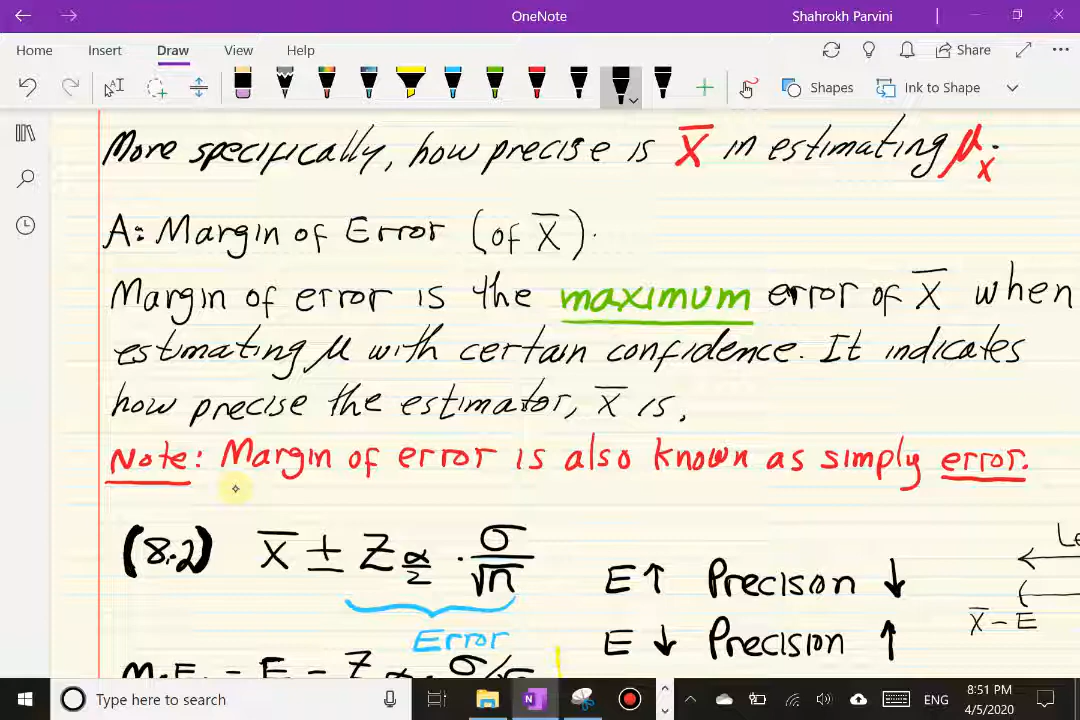 OneNote
Shahrokh Parvini
Home Insert Draw View Help
Share
Shapes
Ink to Shape
More specifically, how precise is X̅ in estimating μx.
A: Margin of Error (of X̅).
Margin of error is the maximum error of X̅ when
estimating μ with certain confidence. It indicates
how precise the estimator, X̅ is.
Note: Margin of error is also known as simply error.
(8.2) X̅ ± Z α/2 · σ/√n
Error
E↑ Precison ↓
E ↓ Precision ↑
X̅ - E
M.E. = E = Z
Type here to search
ENG
8:51 PM
4/5/2020